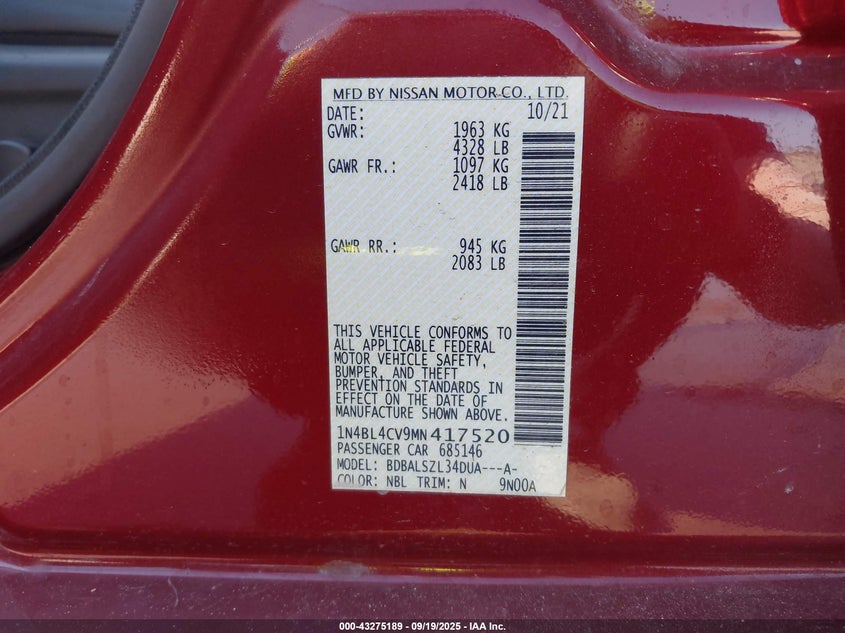 MFD BY NISSAN MOTOR CO., LTD.
DATE: 10/21
GVWR: 1963 KG
4328 LB
GAWR FR.: 1097 KG
2418 LB
GAWR RR.: 945 KG
2083 LB
THIS VEHICLE CONFORMS TO
ALL APPLICABLE FEDERAL
MOTOR VEHICLE SAFETY,
BUMPER, AND THEFT
PREVENTION STANDARDS IN
EFFECT ON THE DATE OF
MANUFACTURE SHOWN ABOVE.
1N4BL4CV9MN417520
PASSENGER CAR 685146
MODEL: BDBALSZL34DUA---A-
COLOR: NBL TRIM: N 9N00A
000-43275189 - 09/19/2025 - IAA Inc.